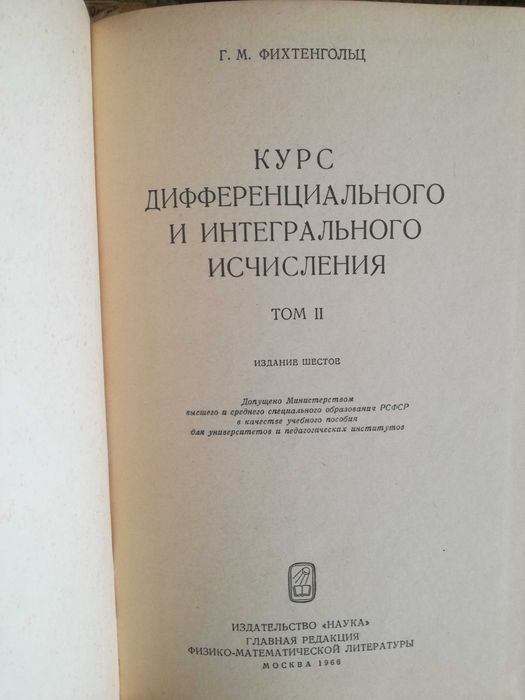 Г. М. ФИХТЕНГОЛЬЦ
КУРС
ДИФФЕРЕНЦИАЛЬНОГО
И ИНТЕГРАЛЬНОГО
ИСЧИСЛЕНИЯ
ТОМ II
ИЗДАНИЕ ШЕСТОЕ
Допущено Министерством
высшего и среднего специального образования РСФСР
в качестве учебного пособия
для университетов и педагогических институтов
ИЗДАТЕЛЬСТВО «НАУКА»
ГЛАВНАЯ РЕДАКЦИЯ
ФИЗИКО-МАТЕМАТИЧЕСКОЙ ЛИТЕРАТУРЫ
МОСКВА 1966